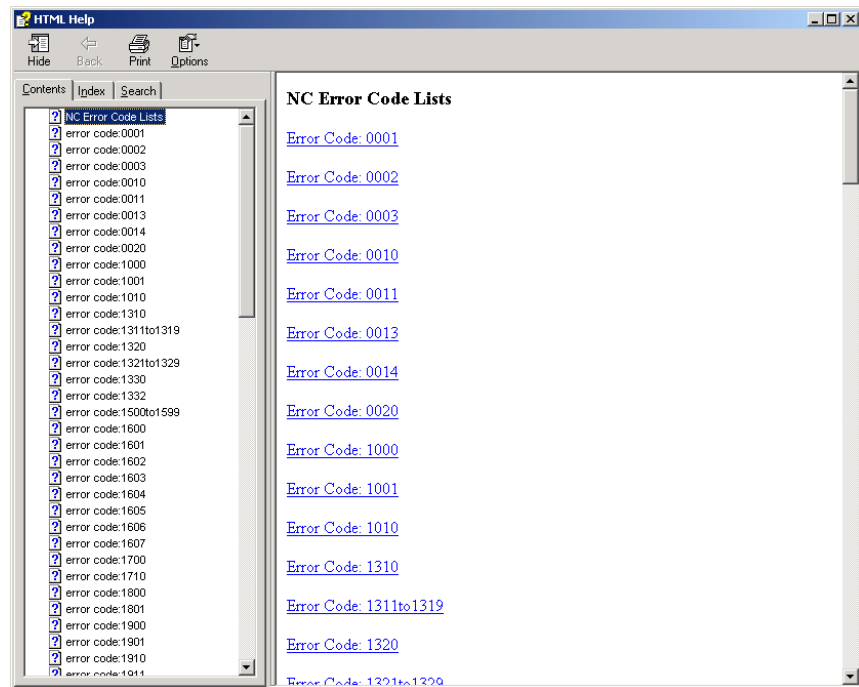 HTML Help
Hide Back Print Options
Contents Index Search
NC Error Code Lists
error code:0001
error code:0002
error code:0003
error code:0010
error code:0011
error code:0013
error code:0014
error code:0020
error code:1000
error code:1001
error code:1010
error code:1310
error code:1311to1319
error code:1320
error code:1321to1329
error code:1330
error code:1332
error code:1500to1599
error code:1600
error code:1601
error code:1602
error code:1603
error code:1604
error code:1605
error code:1606
error code:1607
error code:1700
error code:1710
error code:1800
error code:1801
error code:1900
error code:1901
error code:1910
error code:1911
NC Error Code Lists
Error Code: 0001
Error Code: 0002
Error Code: 0003
Error Code: 0010
Error Code: 0011
Error Code: 0013
Error Code: 0014
Error Code: 0020
Error Code: 1000
Error Code: 1001
Error Code: 1010
Error Code: 1310
Error Code: 1311to1319
Error Code: 1320
Error Code: 1321to1329